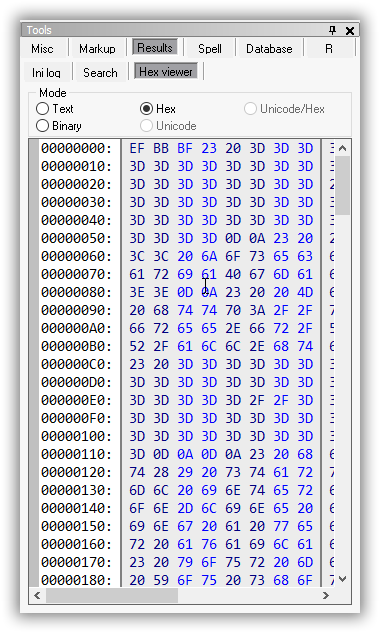 Tools
Misc Markup Results Spell Database R
Ini log Search Hex viewer
Mode
Text Hex Unicode/Hex
Binary Unicode
00000000: EF BB BF 23 20 3D 3D 3D 3
00000010: 3D 3D 3D 3D 3D 3D 3D 3D 3
00000020: 3D 3D 3D 3D 3D 3D 3D 3D 2
00000030: 3D 3D 3D 3D 3D 3D 3D 3D 3
00000040: 3D 3D 3D 3D 3D 3D 3D 3D 3
00000050: 3D 3D 3D 3D 0D 0A 23 20 2
00000060: 3C 3C 20 6A 6F 73 65 63 6
00000070: 61 72 69 61 40 67 6D 61 6
00000080: 3E 3E 0D 0A 23 20 20 4D 6
00000090: 20 68 74 74 70 3A 2F 2F 7
000000A0: 66 72 65 65 2E 66 72 2F 5
000000B0: 52 2F 61 6C 6C 2E 68 74 6
000000C0: 23 20 3D 3D 3D 3D 3D 3D 3
000000D0: 3D 3D 3D 3D 3D 3D 3D 3D 3
000000E0: 3D 3D 3D 3D 3D 2F 2F 3D 3
000000F0: 3D 3D 3D 3D 3D 3D 3D 3D 3
00000100: 3D 3D 3D 3D 3D 3D 3D 3D 3
00000110: 3D 0D 0A 0D 0A 23 20 68 6
00000120: 74 28 29 20 73 74 61 72 7
00000130: 6D 6C 20 69 6E 74 65 72 6
00000140: 6F 6E 2D 6C 69 6E 65 20 6
00000150: 69 6E 67 20 61 20 77 65 6
00000160: 72 20 61 76 61 69 6C 61 6
00000170: 23 20 79 6F 75 72 20 6D 6
00000180: 20 59 6F 75 20 73 68 6F 7